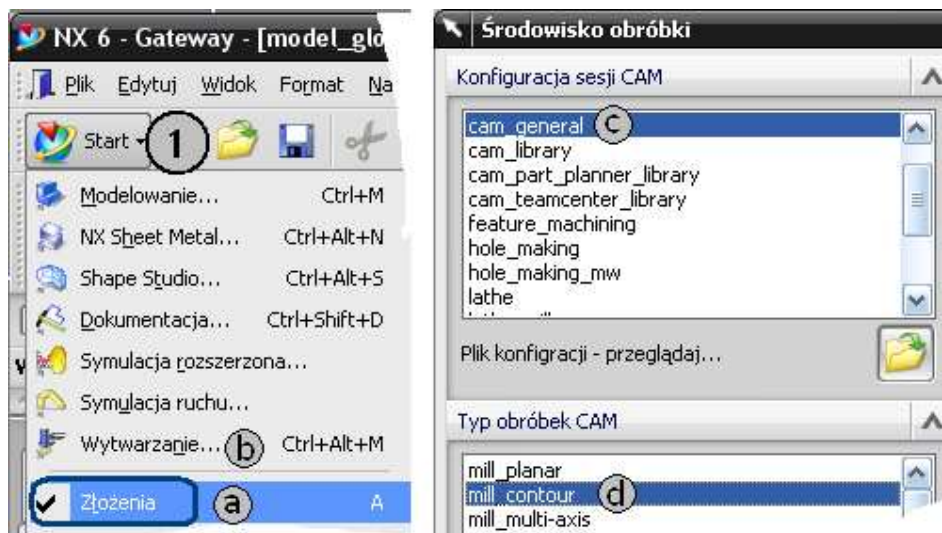 NX 6 - Gateway - [model_glo
Plik Edytuj Widok Format Na
Start 1
Modelowanie... Ctrl+M
NX Sheet Metal... Ctrl+Alt+N
Shape Studio... Ctrl+Alt+S
Dokumentacja... Ctrl+Shift+D
Symulacja rozszerzona...
Symulacja ruchu...
Wytwarzanie... b Ctrl+Alt+M
Złożenia a A
Środowisko obróbki
Konfiguracja sesji CAM
cam_general c
cam_library
cam_part_planner_library
cam_teamcenter_library
feature_machining
hole_making
hole_making_mw
lathe
Plik konfigracji - przeglądaj...
Typ obróbek CAM
mill_planar
mill_contour d
mill_multi-axis